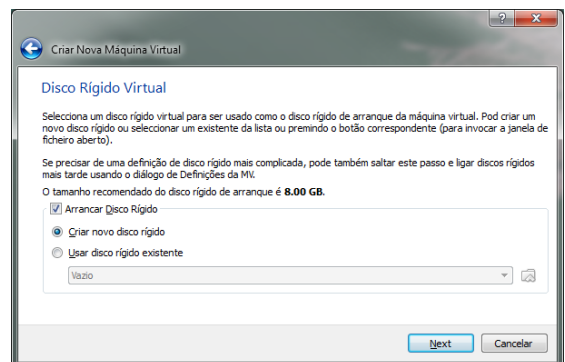 Criar Nova Máquina Virtual
Disco Rígido Virtual
Selecciona um disco rígido virtual para ser usado como o disco rígido de arranque da máquina virtual. Pod criar um
novo disco rígido ou seleccionar um existente da lista ou premindo o botão correspondente (para invocar a janela de
ficheiro aberto).
Se precisar de uma definição de disco rígido mais complicada, pode também saltar este passo e ligar discos rígidos
mais tarde usando o diálogo de Definições da MV.
O tamanho recomendado do disco rígido de arranque é 8.00 GB.
Arrancar Disco Rígido
Criar novo disco rígido
Usar disco rígido existente
Vazio
Next Cancelar